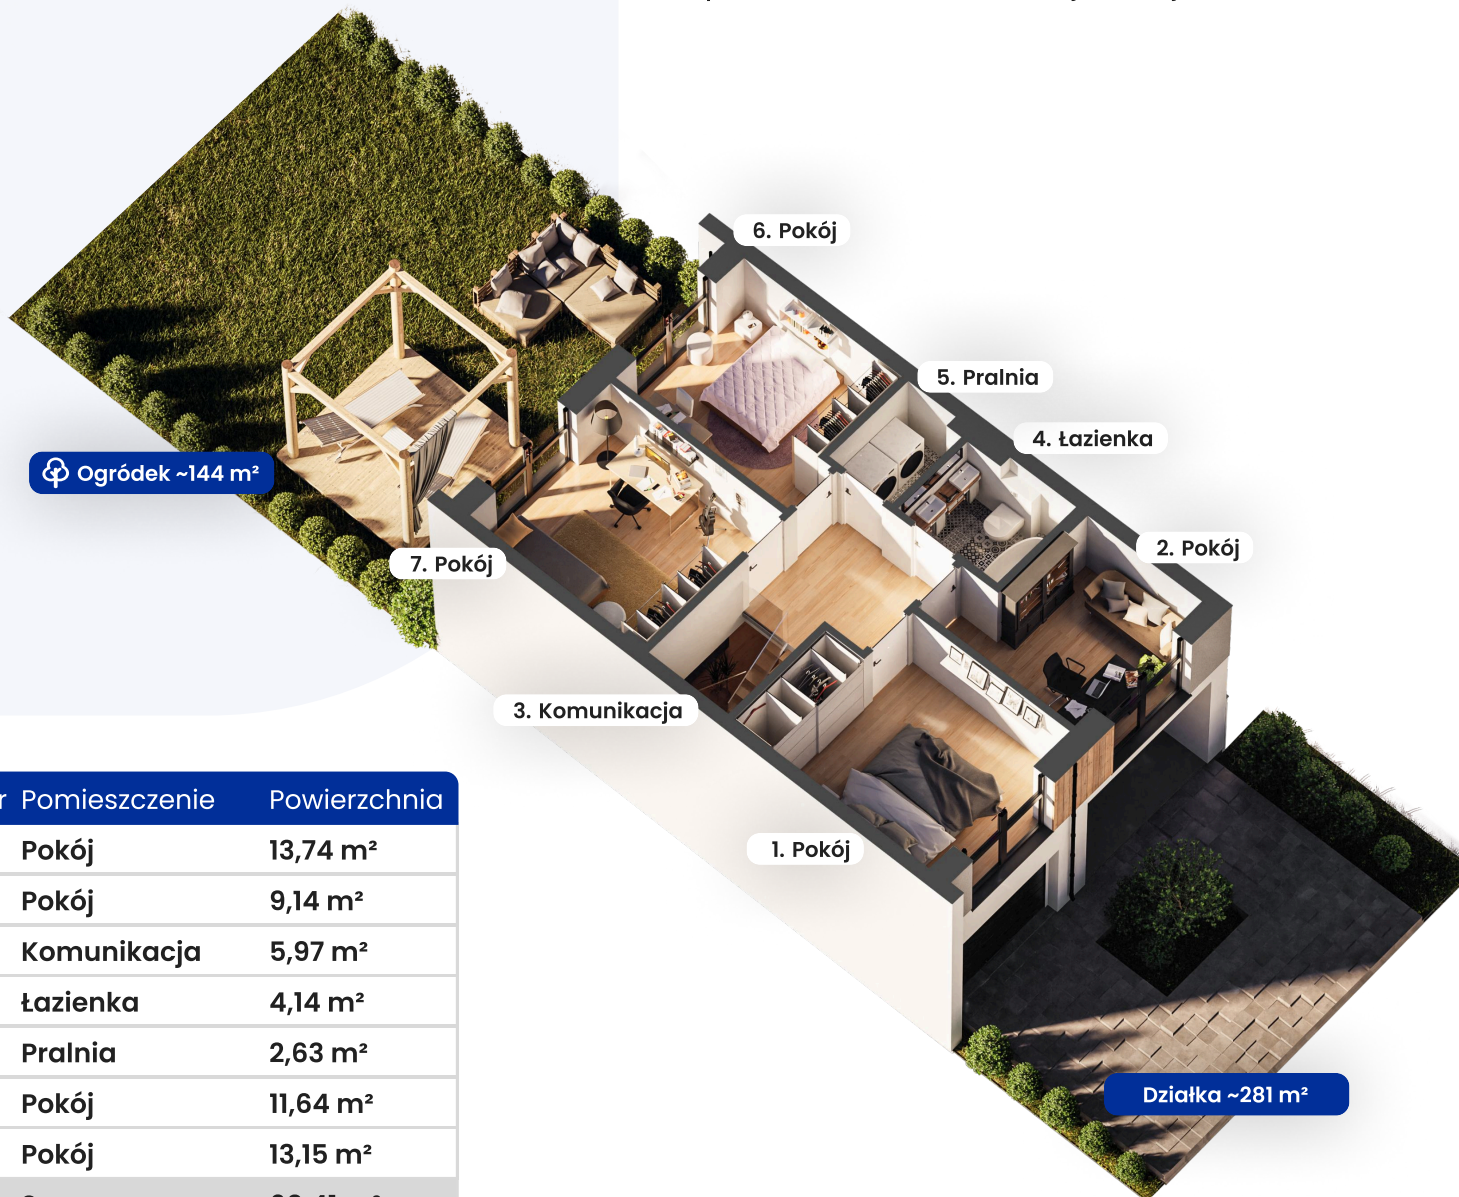 6. Pokój
5. Pralnia
4. Łazienka
2. Pokój
Ogródek ~144 m²
7. Pokój
3. Komunikacja
1. Pokój
Działka ~281 m²
r Pomieszczenie Powierzchnia
Pokój 13,74 m²
Pokój 9,14 m²
Komunikacja 5,97 m²
Łazienka 4,14 m²
Pralnia 2,63 m²
Pokój 11,64 m²
Pokój 13,15 m²